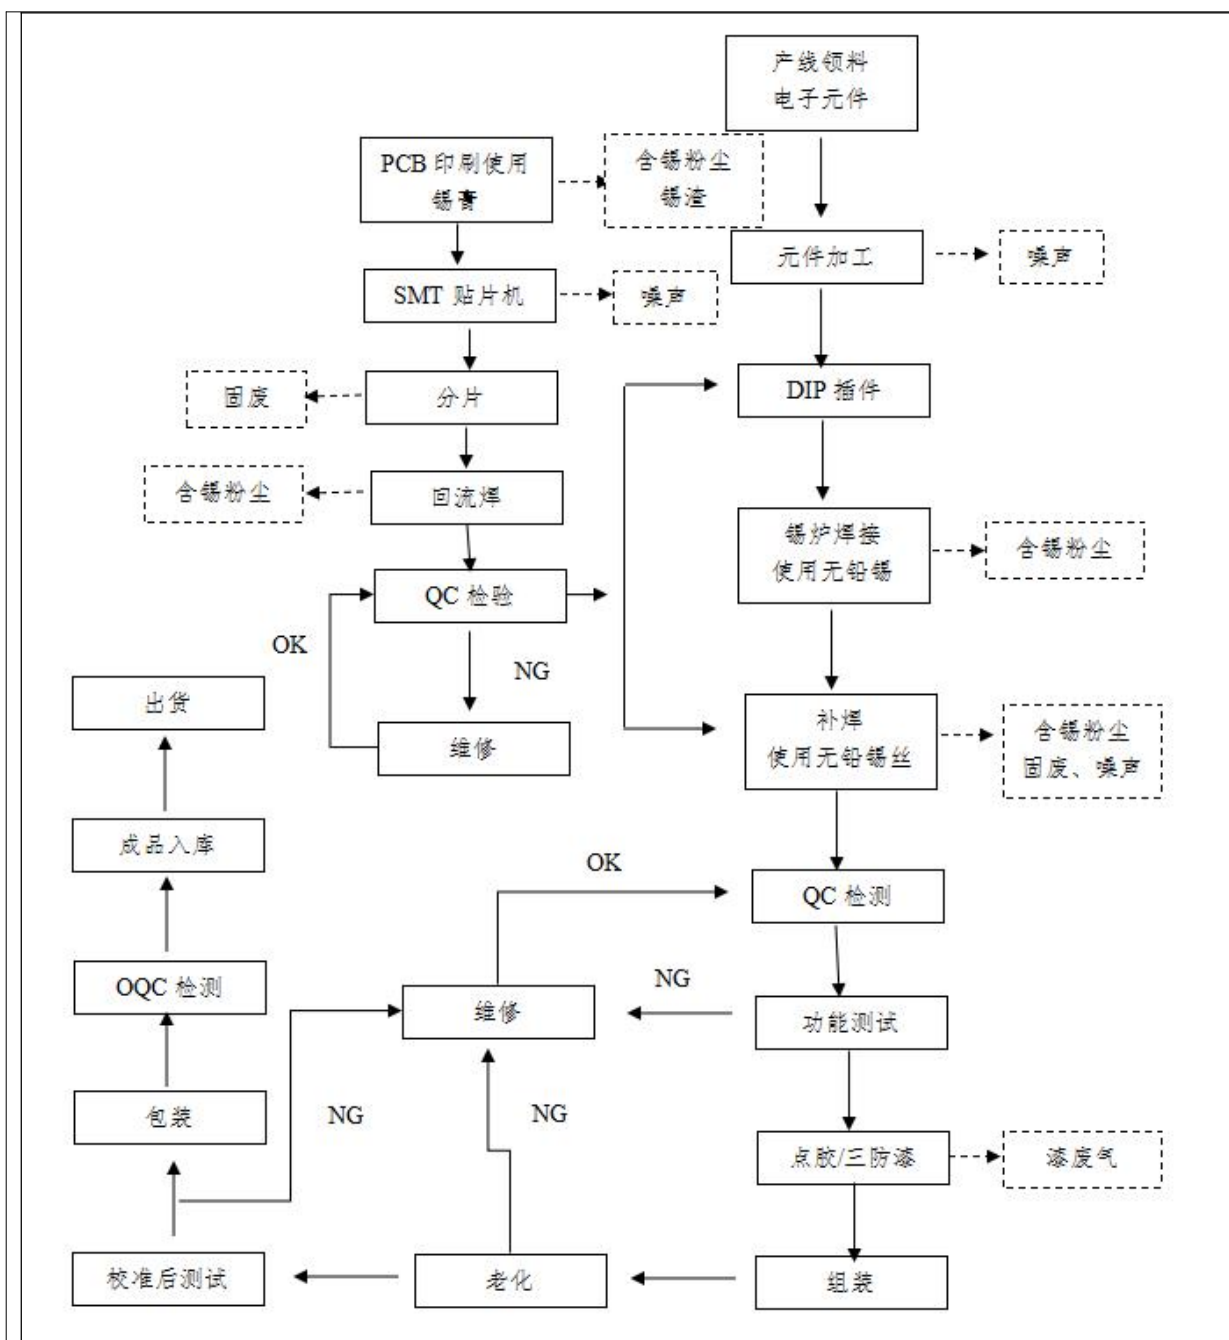 产线领料
电子元件
PCB 印刷使用
锡膏
含锡粉尘
锡渣
元件加工
噪声
SMT 贴片机
噪声
固废
分片
DIP 插件
含锡粉尘
回流焊
锡炉焊接
使用无铅锡
含锡粉尘
QC 检验
OK
NG
出货
维修
补焊
使用无铅锡丝
含锡粉尘
固废、噪声
成品入库
OK
QC 检测
OQC 检测
维修
NG
功能测试
包装
NG
NG
点胶/三防漆
漆废气
校准后测试
老化
组装